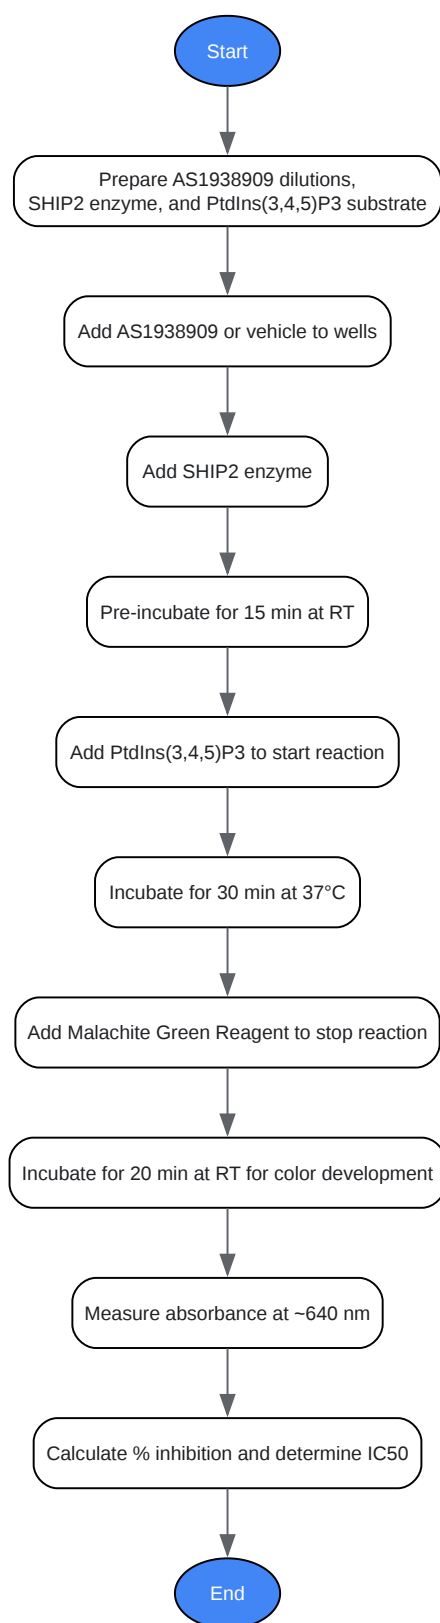 Start
Prepare AS1938909 dilutions,
SHIP2 enzyme, and PtdIns(3,4,5)P3 substrate
Add AS1938909 or vehicle to wells
Add SHIP2 enzyme
Pre-incubate for 15 min at RT
Add PtdIns(3,4,5)P3 to start reaction
Incubate for 30 min at 37°C
Add Malachite Green Reagent to stop reaction
Incubate for 20 min at RT for color development
Measure absorbance at ~640 nm
Calculate % inhibition and determine IC50
End